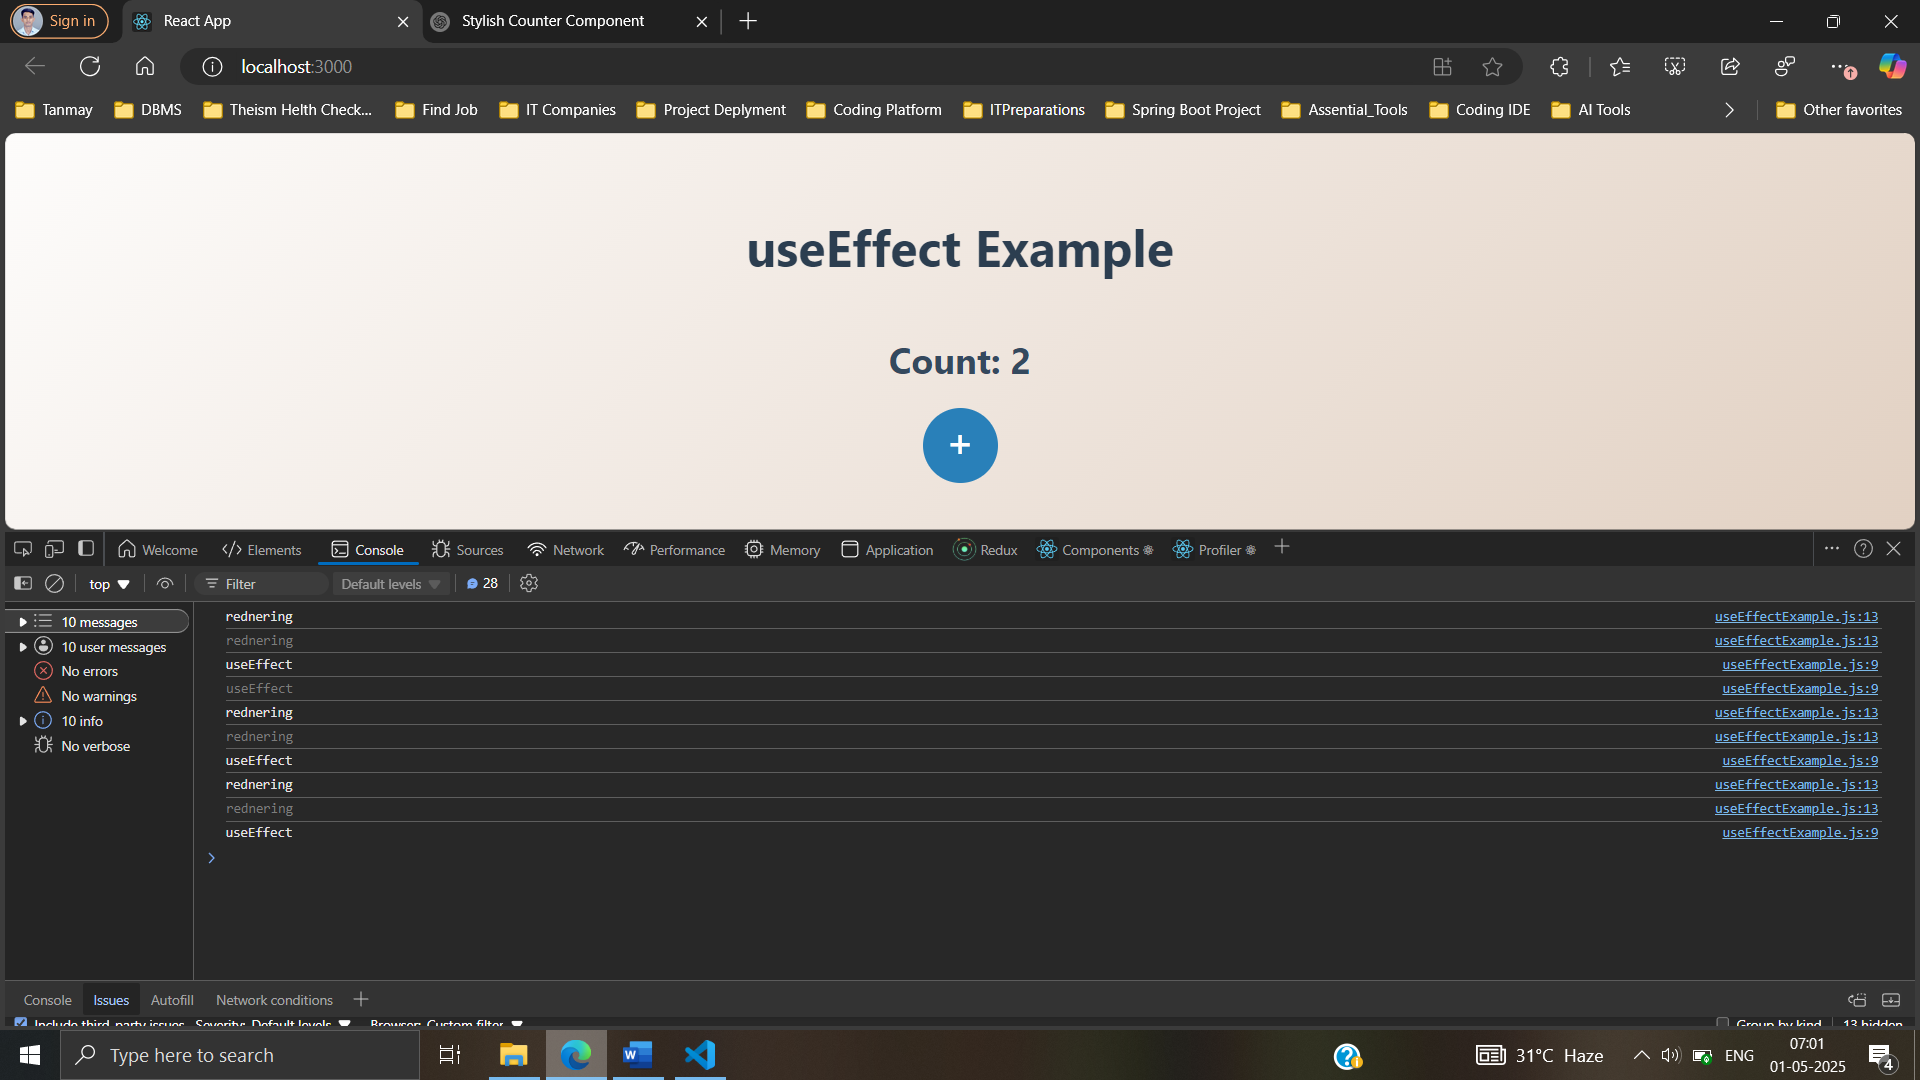 Sign in
React App
Stylish Counter Component
localhost:3000
Tanmay
DBMS
Theism Helth Check...
Find Job
IT Companies
Project Deplyment
Coding Platform
ITPreparations
Spring Boot Project
Assential_Tools
Coding IDE
AI Tools
Other favorites
useEffect Example
Count: 2
+
Welcome
Elements
Console
Sources
Network
Performance
Memory
Application
Redux
Components
Profiler
top
Filter
Default levels
28
10 messages
10 user messages
No errors
No warnings
10 info
No verbose
rednering useEffectExample.js:13
rednering useEffectExample.js:13
useEffect useEffectExample.js:9
useEffect useEffectExample.js:9
rednering useEffectExample.js:13
rednering useEffectExample.js:13
useEffect useEffectExample.js:9
rednering useEffectExample.js:13
rednering useEffectExample.js:13
useEffect useEffectExample.js:9
Console
Issues
Autofill
Network conditions
Include third-party issues
Severity: Default levels
Browser: Custom filter
Group by kind
13 hidden
Type here to search
31°C Haze
ENG
07:01
01-05-2025
4